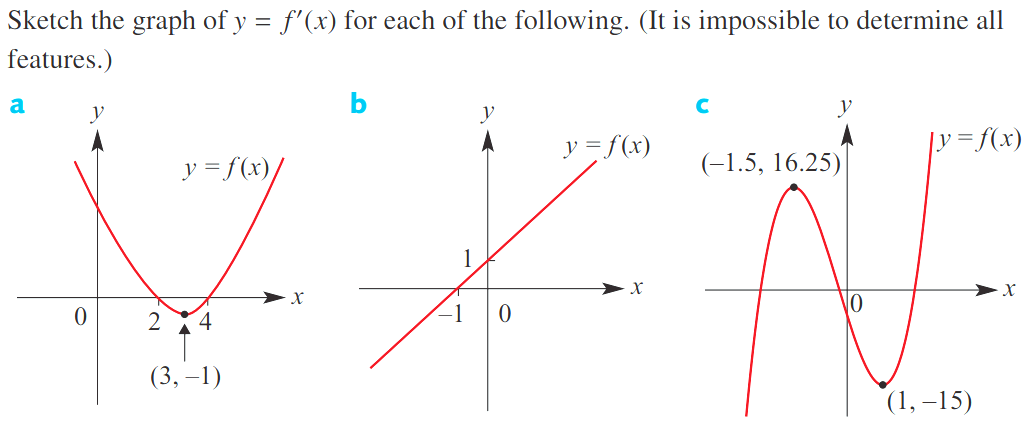 Sketch the graph of y = f′(x) for each of the following. (It is impossible to determine all
features.)
a
y
y = f(x)
x
0
2
4
(3, –1)
b
y
y = f(x)
1
x
–1
0
c
y
y = f(x)
(–1.5, 16.25)
x
0
(1, –15)